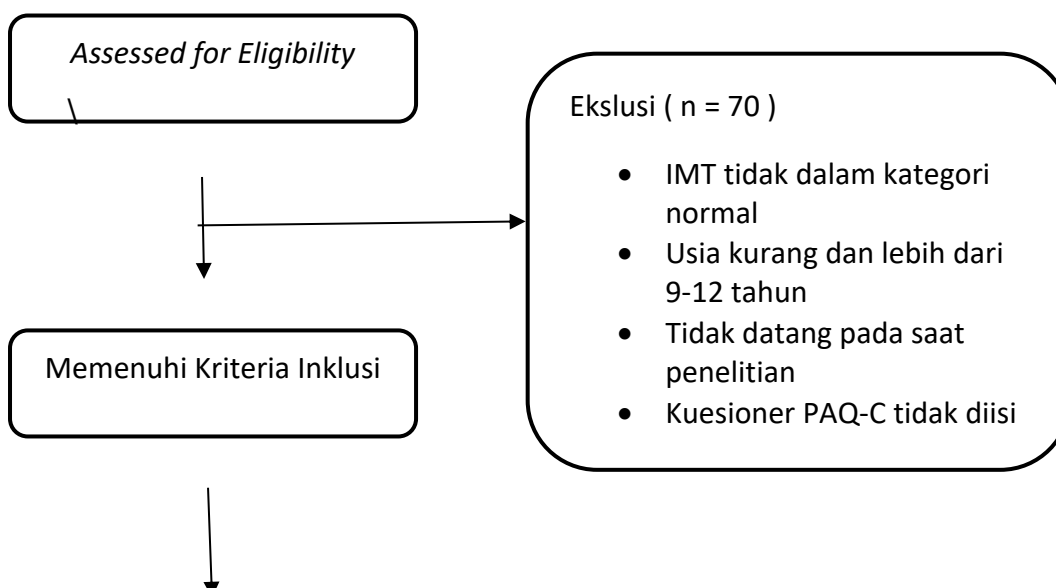 Assessed for Eligibility
\
Ekslusi ( n = 70 )
• IMT tidak dalam kategori
normal
• Usia kurang dan lebih dari
9-12 tahun
• Tidak datang pada saat
penelitian
• Kuesioner PAQ-C tidak diisi
Memenuhi Kriteria Inklusi